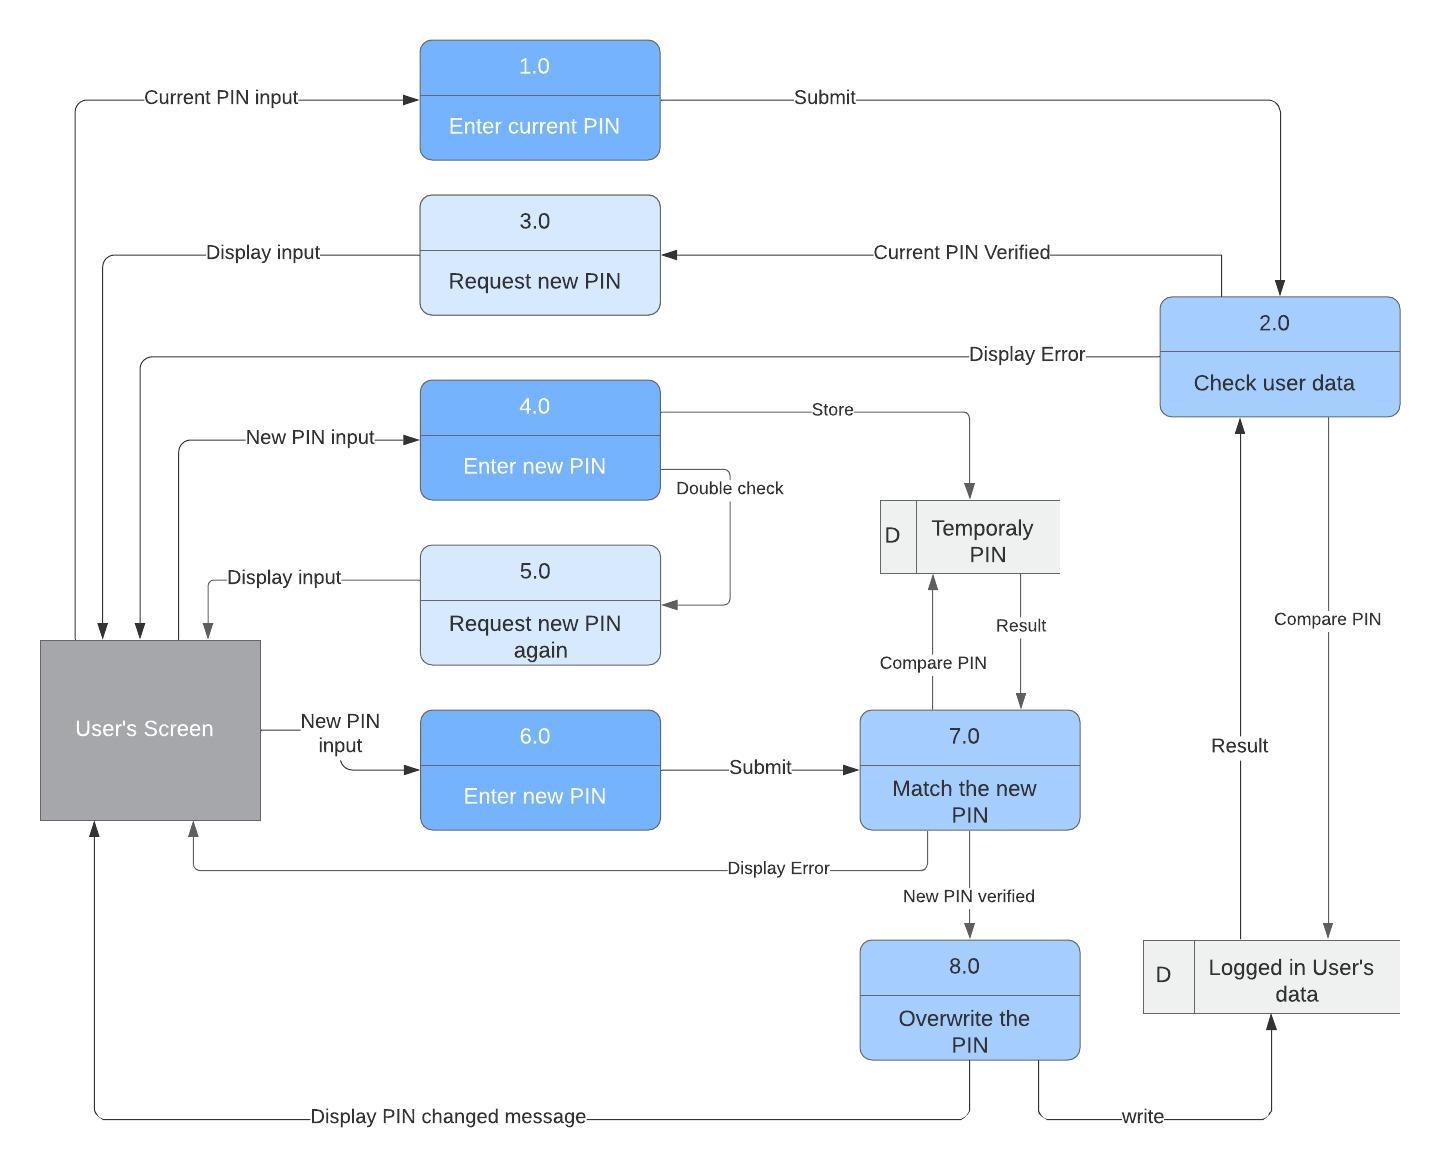 1.0
Current PIN input
Submit
Enter current PIN
3.0
Display input
Current PIN Verified
Request new PIN
2.0
Display Error
Check user data
4.0
Store
New PIN input
Enter new PIN
Double check
D
Temporaly
PIN
5.0
Display input
Request new PIN
again
Result
Compare PIN
Compare PIN
User's Screen
New PIN
input
6.0
Submit
Enter new PIN
7.0
Match the new
PIN
Result
Display Error
New PIN verified
8.0
Overwrite the
PIN
D
Logged in User's
data
Display PIN changed message
write